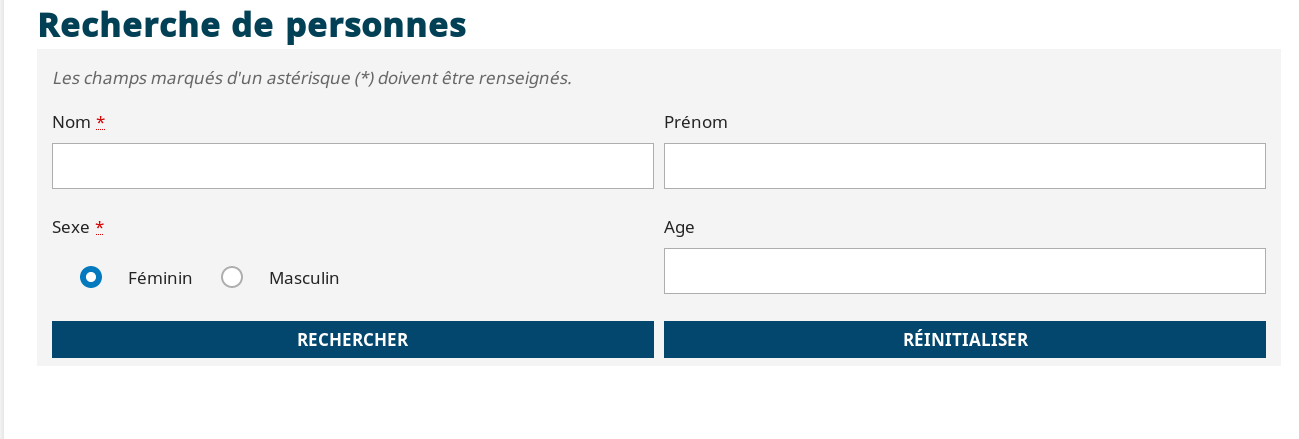 Recherche de personnes
Les champs marqués d'un astérisque (*) doivent être renseignés.
Nom *
Prénom
Sexe *
Age
Féminin
Masculin
RECHERCHER
RÉINITIALISER